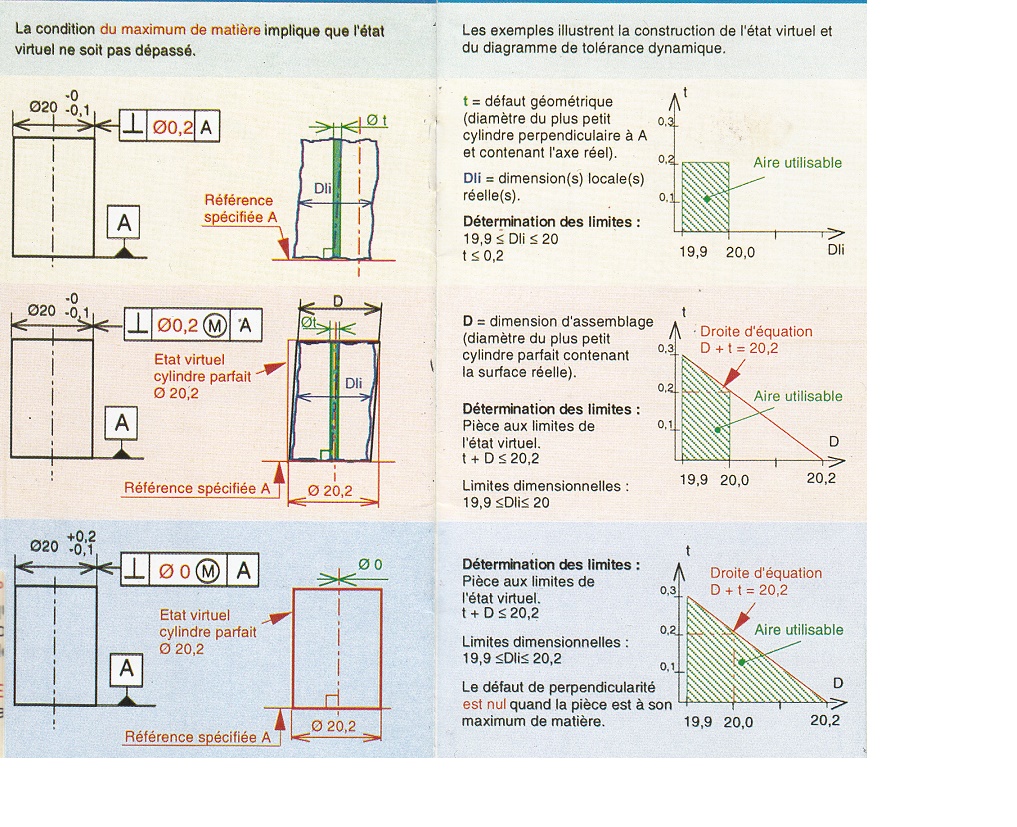 La condition du maximum de matière implique que l'état
virtuel ne soit pas dépassé.
Les exemples illustrent la construction de l'état virtuel et
du diagramme de tolérance dynamique.
Ø20 -0 -0,1
⊥ Ø0,2 A
A
Référence
spécifiée A
Ø t
Dli
t = défaut géométrique
(diamètre du plus petit
cylindre perpendiculaire à A
et contenant l'axe réel).
Dli = dimension(s) locale(s)
réelle(s).
Détermination des limites :
19,9 ≤ Dli ≤ 20
t ≤ 0,2
t
0,3
0,2
0,1
Aire utilisable
19,9 20,0
Dli
Ø20 -0 -0,1
⊥ Ø0,2 Ⓜ A
A
Etat virtuel
cylindre parfait
Ø 20,2
D
Øt
Dli
Référence spécifiée A
Ø 20,2
D = dimension d'assemblage
(diamètre du plus petit
cylindre parfait contenant
la surface réelle).
Détermination des limites :
Pièce aux limites de
l'état virtuel.
t + D ≤ 20,2
Limites dimensionnelles :
19,9 ≤Dli≤ 20
t
Droite d'équation
D + t = 20,2
0,3
0,2
0,1
Aire utilisable
D
19,9 20,0 20,2
Ø20 +0,2 -0,1
⊥ Ø 0 Ⓜ A
A
Etat virtuel
cylindre parfait
Ø 20,2
Ø 0
Référence spécifiée A
Ø 20,2
Détermination des limites :
Pièce aux limites de
l'état virtuel.
t + D ≤ 20,2
Limites dimensionnelles :
19,9 ≤Dli≤ 20,2
Le défaut de perpendicularité
est nul quand la pièce est à son
maximum de matière.
t
Droite d'équation
D + t = 20,2
0,3
0,2
0,1
Aire utilisable
D
19,9 20,0 20,2